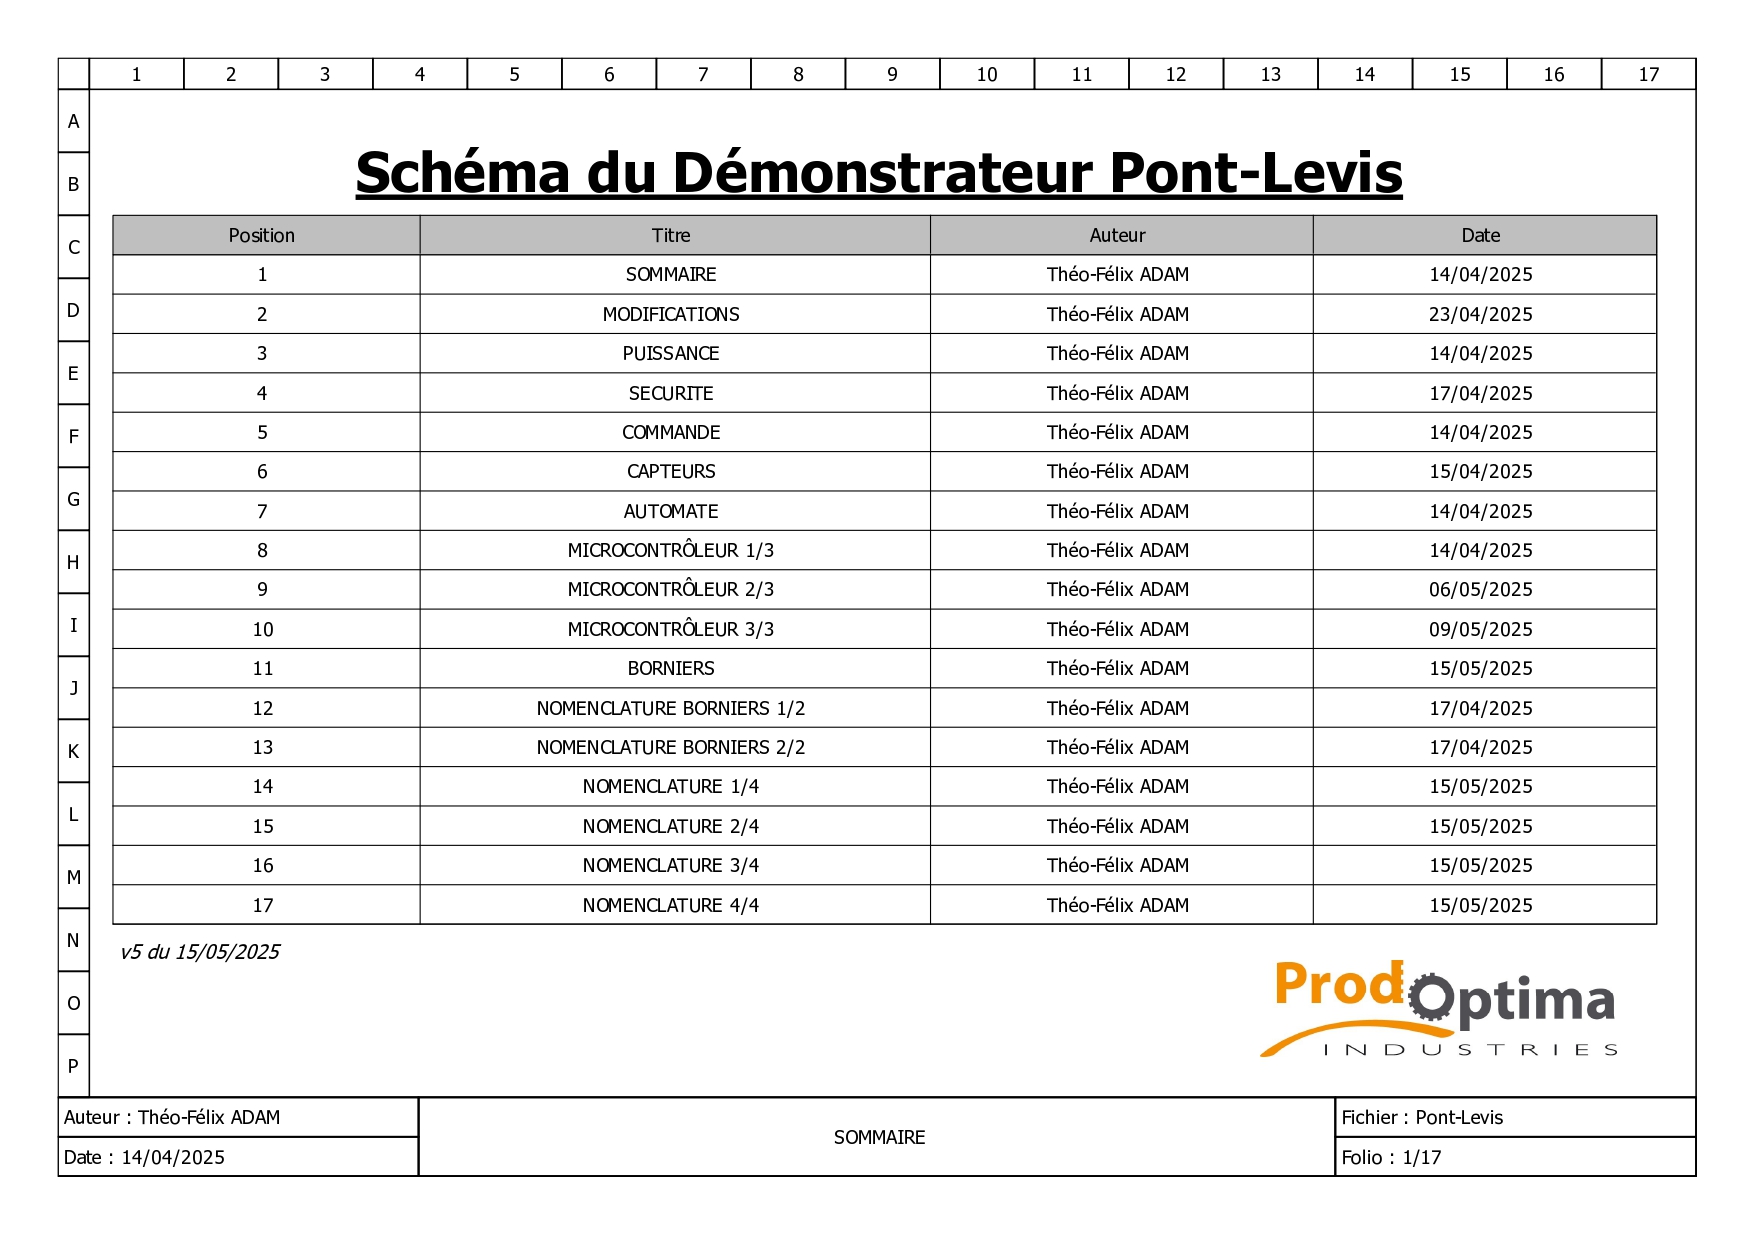 1 2 3 4 5 6 7 8 9 10 11 12 13 14 15 16 17
A
B
C
D
E
F
G
H
I
J
K
L
M
N
O
P
Schéma du Démonstrateur Pont-Levis
Position Titre Auteur Date
1 SOMMAIRE Théo-Félix ADAM 14/04/2025
2 MODIFICATIONS Théo-Félix ADAM 23/04/2025
3 PUISSANCE Théo-Félix ADAM 14/04/2025
4 SECURITE Théo-Félix ADAM 17/04/2025
5 COMMANDE Théo-Félix ADAM 14/04/2025
6 CAPTEURS Théo-Félix ADAM 15/04/2025
7 AUTOMATE Théo-Félix ADAM 14/04/2025
8 MICROCONTRÔLEUR 1/3 Théo-Félix ADAM 14/04/2025
9 MICROCONTRÔLEUR 2/3 Théo-Félix ADAM 06/05/2025
10 MICROCONTRÔLEUR 3/3 Théo-Félix ADAM 09/05/2025
11 BORNIERS Théo-Félix ADAM 15/05/2025
12 NOMENCLATURE BORNIERS 1/2 Théo-Félix ADAM 17/04/2025
13 NOMENCLATURE BORNIERS 2/2 Théo-Félix ADAM 17/04/2025
14 NOMENCLATURE 1/4 Théo-Félix ADAM 15/05/2025
15 NOMENCLATURE 2/4 Théo-Félix ADAM 15/05/2025
16 NOMENCLATURE 3/4 Théo-Félix ADAM 15/05/2025
17 NOMENCLATURE 4/4 Théo-Félix ADAM 15/05/2025
v5 du 15/05/2025
ProdOptima
INDUSTRIES
Auteur : Théo-Félix ADAM
Date : 14/04/2025
SOMMAIRE
Fichier : Pont-Levis
Folio : 1/17